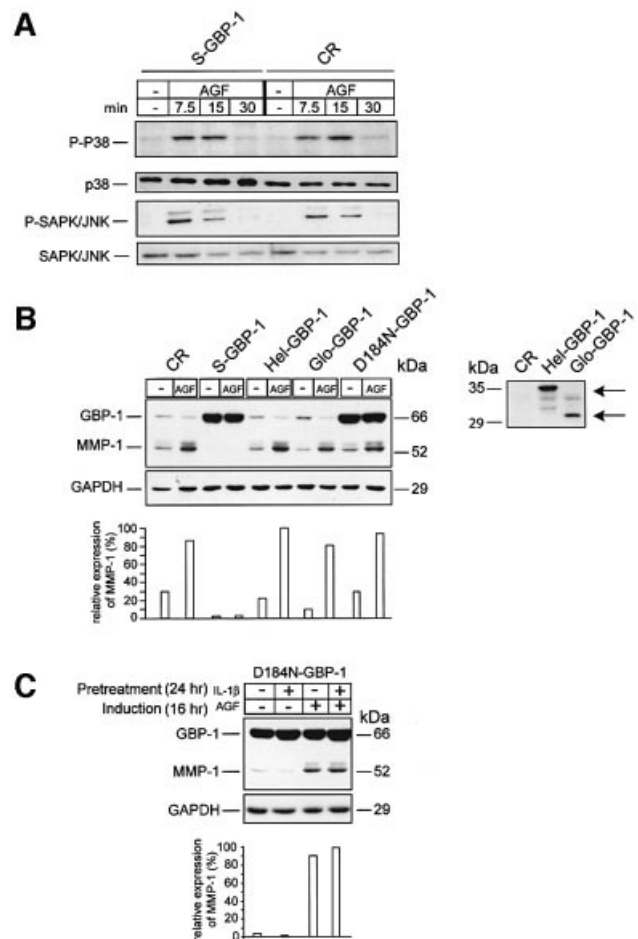 A
S-GBP-1 CR
- AGF - AGF
min - 7.5 15 30 - 7.5 15 30
P-P38
p38
P-SAPK/JNK
SAPK/JNK
B
CR S-GBP-1 Hel-GBP-1 Glo-GBP-1 D184N-GBP-1 kDa
- AGF - AGF - AGF - AGF - AGF
GBP-1 66
MMP-1 52
GAPDH 29
CR Hel-GBP-1 Glo-GBP-1
kDa
35
29
relative expression
of MMP-1 (%)
100
80
60
40
20
0
C
D184N-GBP-1
Pretreatment (24 hr) IL-1β - + - +
Induction (16 hr) AGF - - + +
kDa
GBP-1 66
MMP-1 52
GAPDH 29
relative expression
of MMP-1 (%)
100
80
60
40
20
0